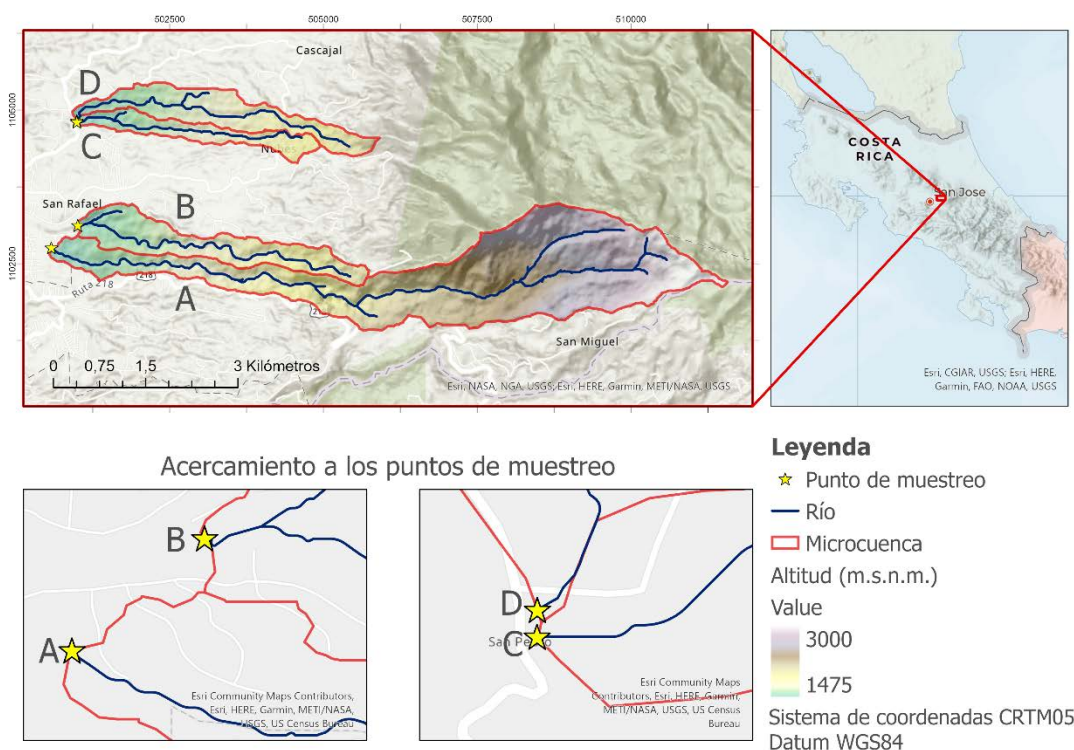 502500
505000
507500
510000
1105000
1102500
Cascajal
D
C
Nubes
San Rafael
B
A
218
Ruta 218
San Miguel
0 0,75 1,5 3 Kilómetros
Esri, NASA, NGA, USGS; Esri, HERE, Garmin, METI/NASA, USGS
COSTA
RICA
San Jose
Esri, CGIAR, USGS; Esri, HERE,
Garmin, FAO, NOAA, USGS
Acercamiento a los puntos de muestreo
B
A
Esri Community Maps Contributors,
Esri, HERE, Garmin, METI/NASA,
USGS, US Census
Bureau
D
C
Esri Community Maps
Contributors, Esri, HERE, Garmin,
METI/NASA, USGS, US Census
Bureau
Leyenda
Punto de muestreo
Río
Microcuenca
Altitud (m.s.n.m.)
Value
3000
1475
Sistema de coordenadas CRTM05
Datum WGS84